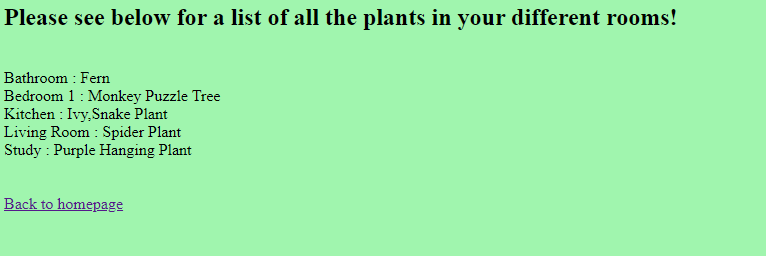 Please see below for a list of all the plants in your different rooms!
Bathroom : Fern
Bedroom 1 : Monkey Puzzle Tree
Kitchen : Ivy,Snake Plant
Living Room : Spider Plant
Study : Purple Hanging Plant
Back to homepage